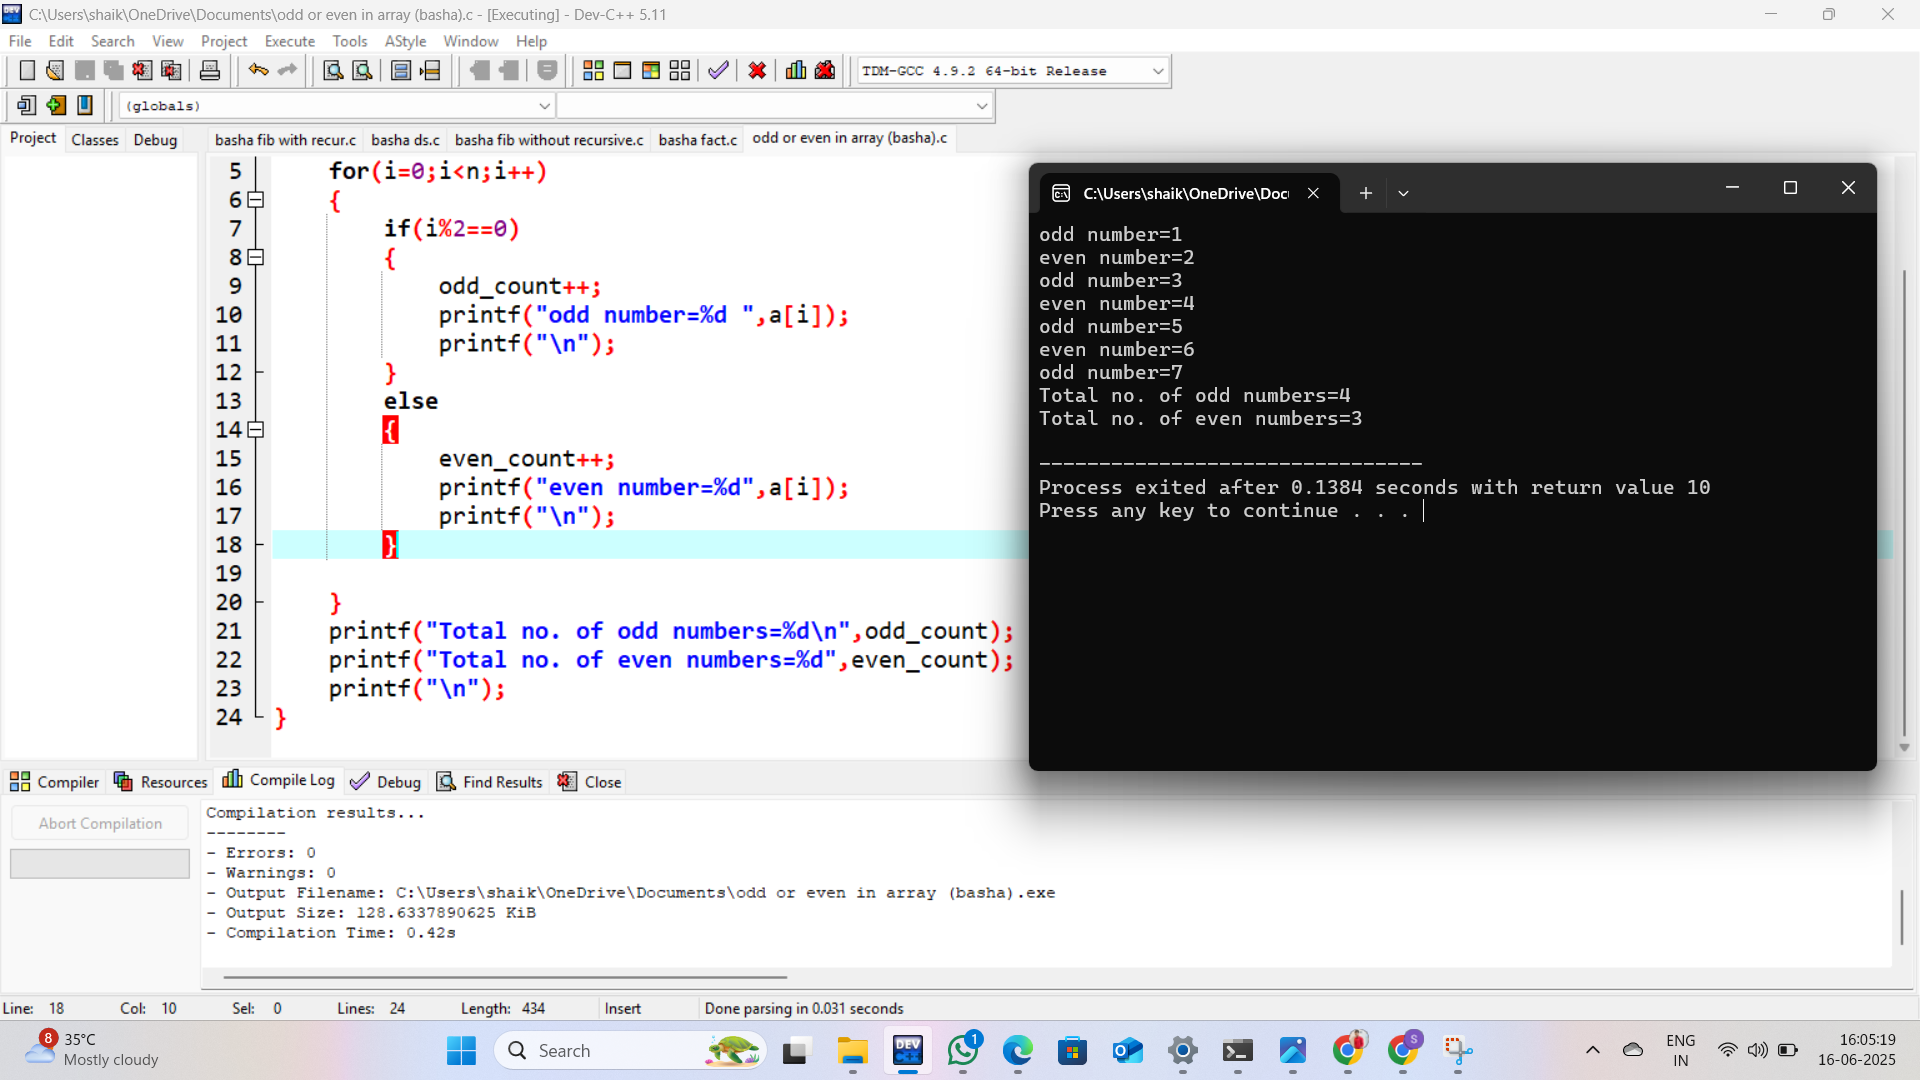 C:\Users\shaik\OneDrive\Documents\odd or even in array (basha).c - [Executing] - Dev-C++ 5.11
File Edit Search View Project Execute Tools AStyle Window Help
TDM-GCC 4.9.2 64-bit Release
(globals)
Project Classes Debug
basha fib with recur.c basha ds.c basha fib without recursive.c basha fact.c odd or even in array (basha).c
5 for(i=0;i<n;i++)
6 {
7 if(i%2==0)
8 {
9 odd_count++;
10 printf("odd number=%d ",a[i]);
11 printf("\n");
12 }
13 else
14 {
15 even_count++;
16 printf("even number=%d",a[i]);
17 printf("\n");
18 }
19
20 }
21 printf("Total no. of odd numbers=%d\n",odd_count);
22 printf("Total no. of even numbers=%d",even_count);
23 printf("\n");
24 }
C:\Users\shaik\OneDrive\Doc
odd number=1
even number=2
odd number=3
even number=4
odd number=5
even number=6
odd number=7
Total no. of odd numbers=4
Total no. of even numbers=3
--------------------------------
Process exited after 0.1384 seconds with return value 10
Press any key to continue . . .
Compiler Resources Compile Log Debug Find Results Close
Abort Compilation
Compilation results...
--------
- Errors: 0
- Warnings: 0
- Output Filename: C:\Users\shaik\OneDrive\Documents\odd or even in array (basha).exe
- Output Size: 128.6337890625 KiB
- Compilation Time: 0.42s
Line: 18 Col: 10 Sel: 0 Lines: 24 Length: 434 Insert Done parsing in 0.031 seconds
8
35°C
Mostly cloudy
Search
DEV
C++
1
S
ENG
IN
16:05:19
16-06-2025